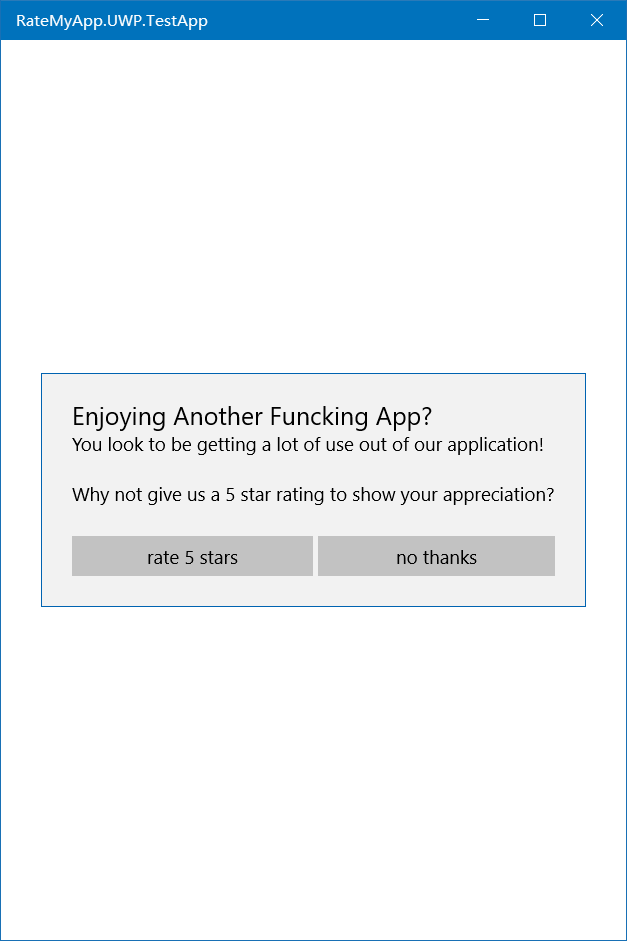 RateMyApp.UWP.TestApp
Enjoying Another Funcking App?
You look to be getting a lot of use out of our application!
Why not give us a 5 star rating to show your appreciation?
rate 5 stars
no thanks